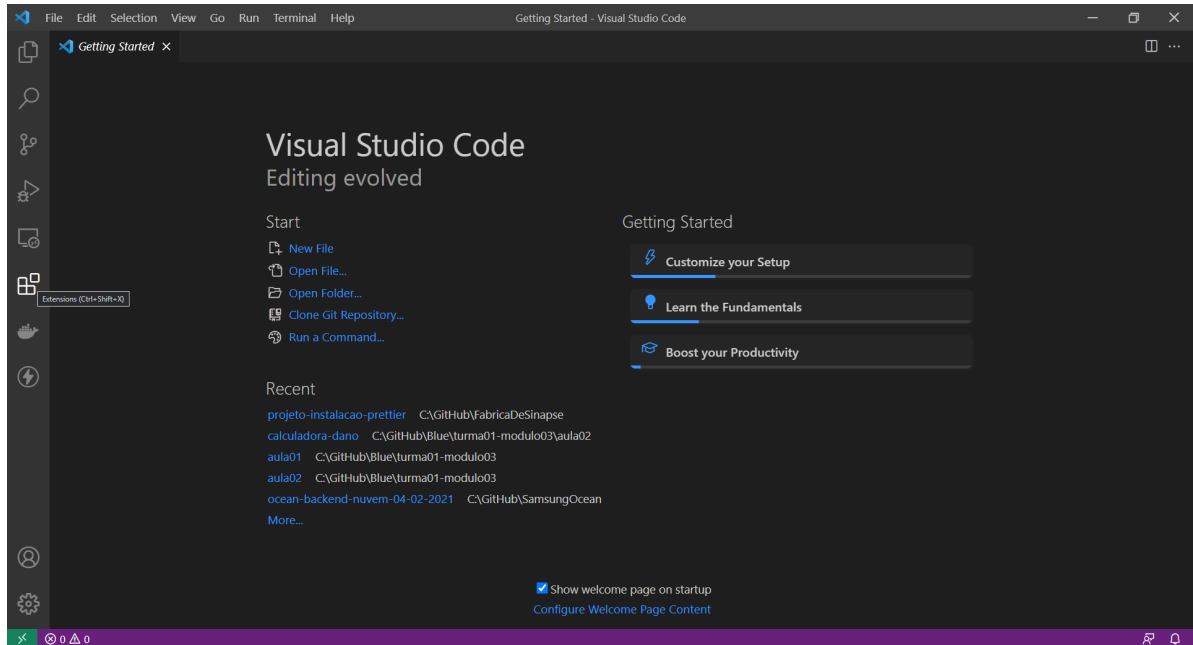 File Edit Selection View Go Run Terminal Help
Getting Started - Visual Studio Code
Getting Started
Visual Studio Code
Editing evolved
Start
New File
Open File...
Open Folder...
Clone Git Repository...
Run a Command...
Extensions (Ctrl+Shift+X)
Recent
projeto-instalacao-prettier C:\GitHub\FabricaDeSinapse
calculadora-dano C:\GitHub\Blue\turma01-modulo03\aula02
aula01 C:\GitHub\Blue\turma01-modulo03
aula02 C:\GitHub\Blue\turma01-modulo03
ocean-backend-nuvem-04-02-2021 C:\GitHub\SamsungOcean
More...
Getting Started
Customize your Setup
Learn the Fundamentals
Boost your Productivity
Show welcome page on startup
Configure Welcome Page Content
0 0